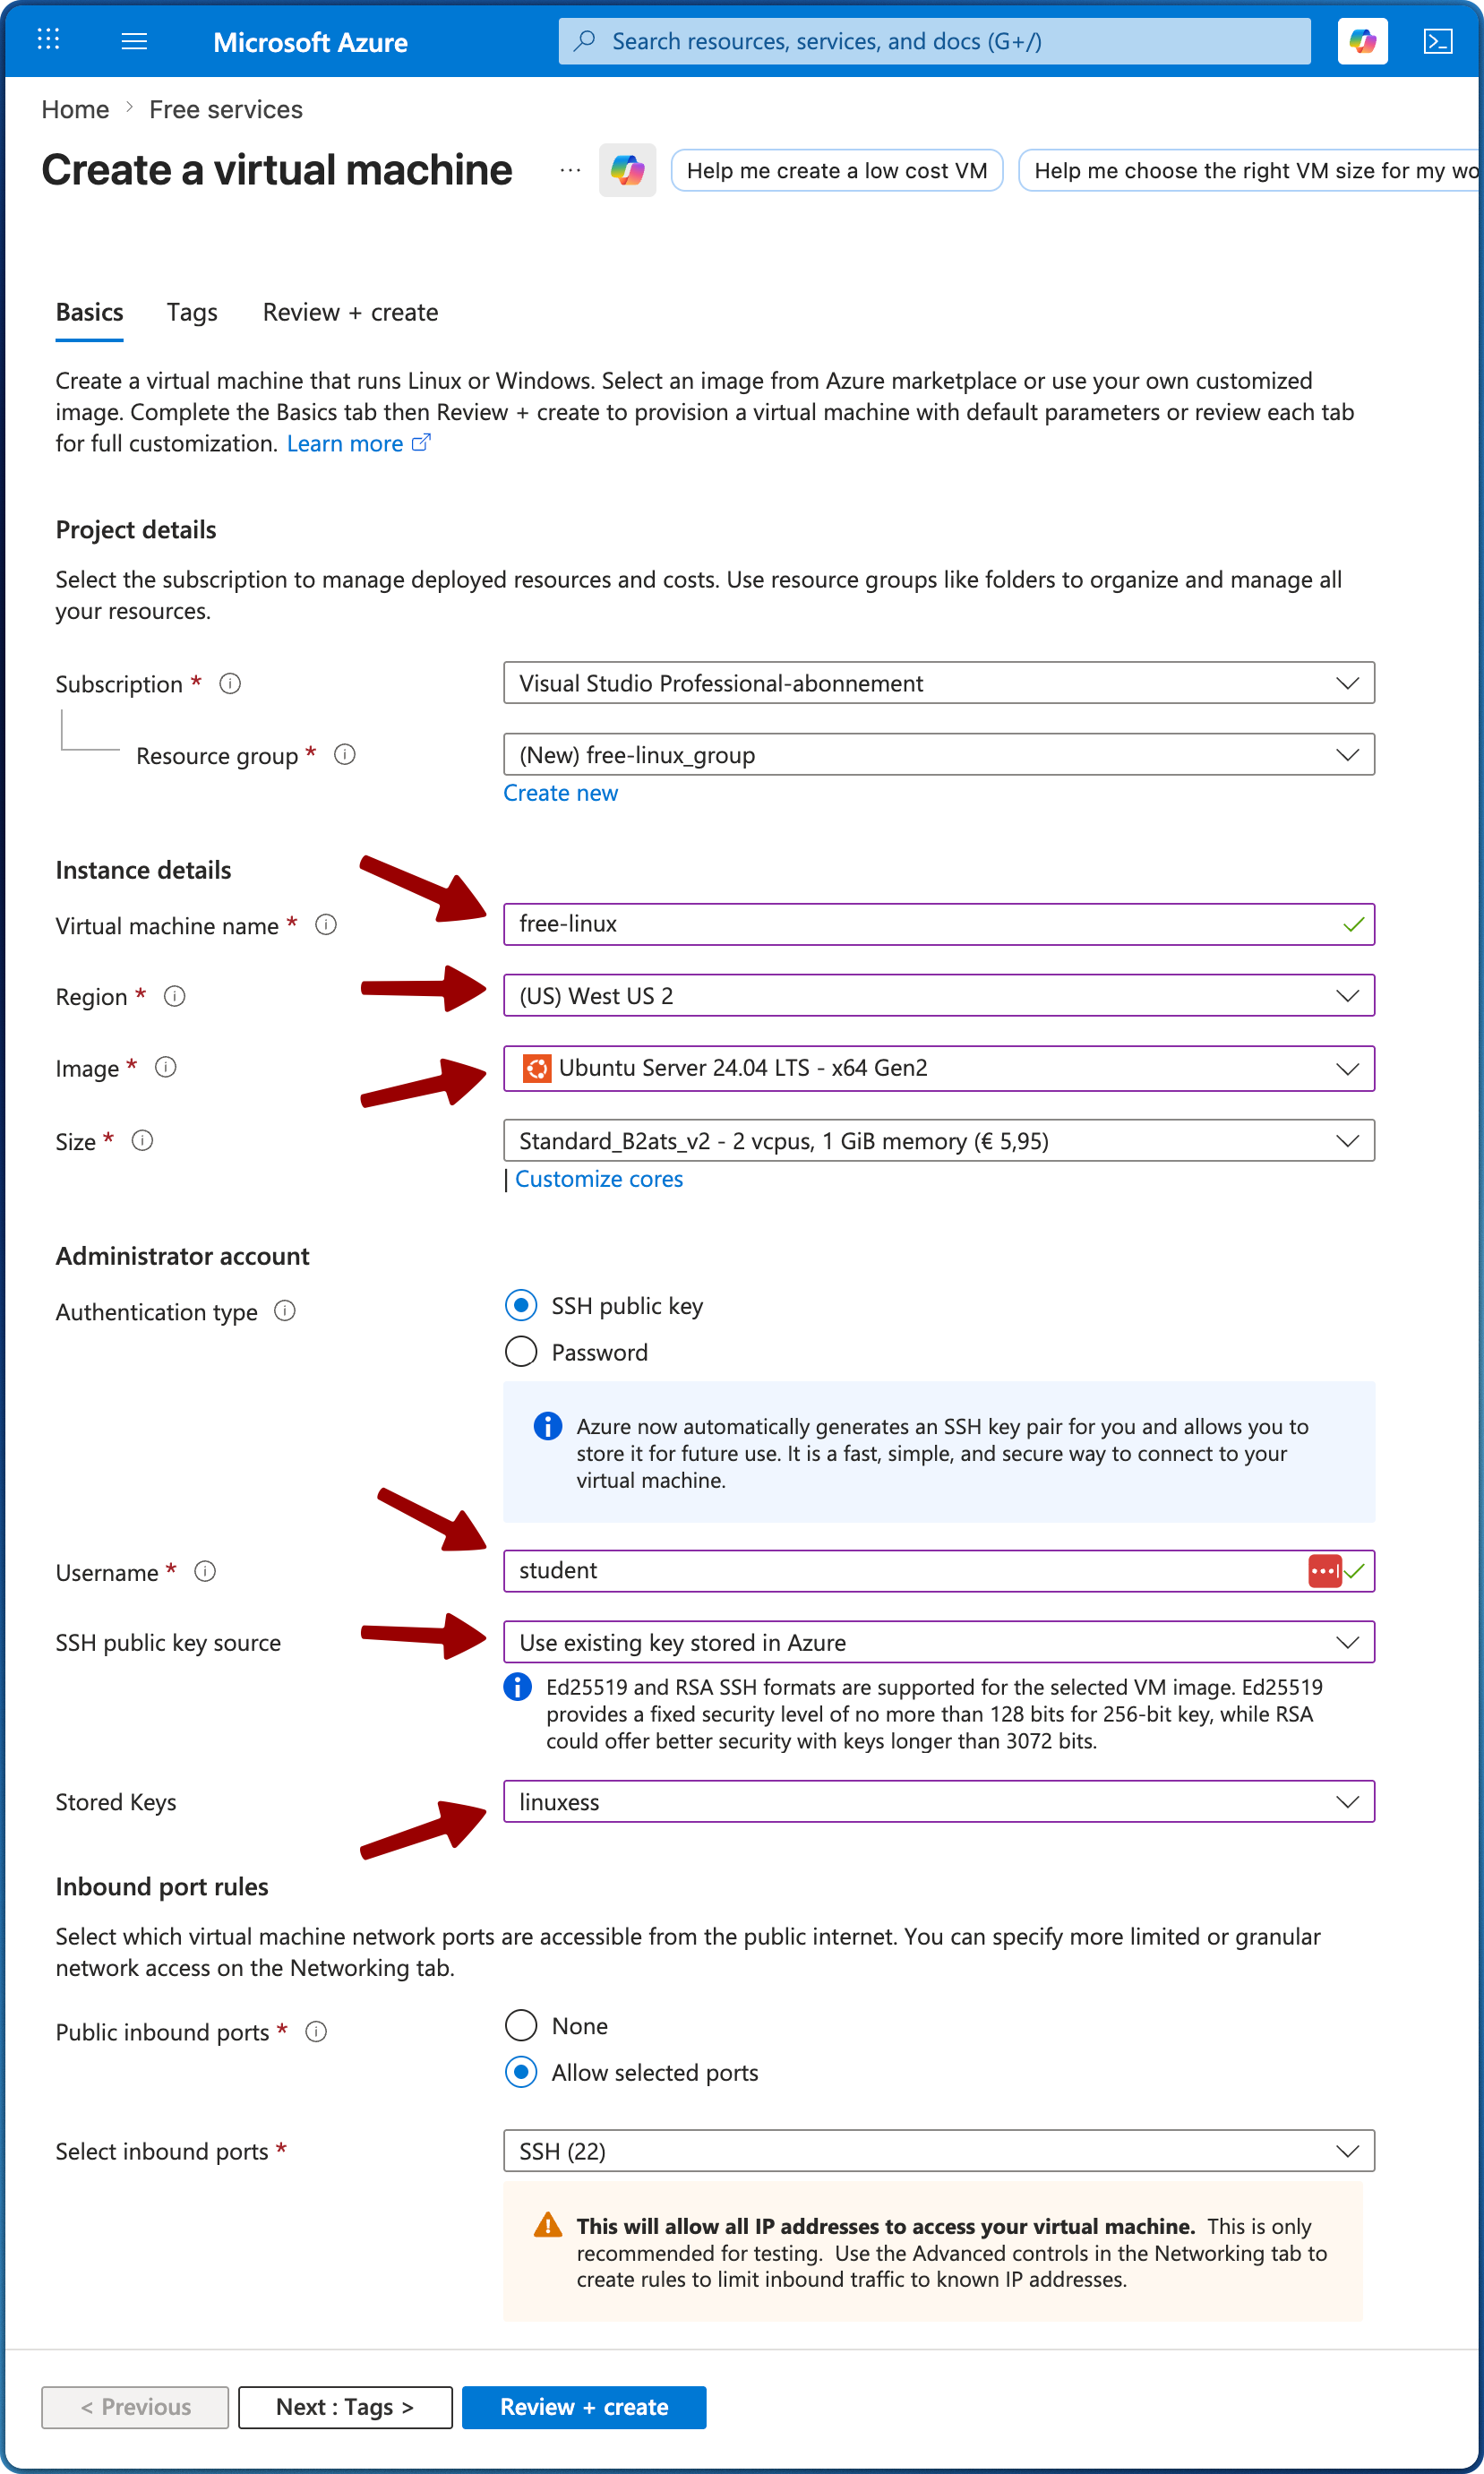 Microsoft Azure
Search resources, services, and docs (G+/)
Home > Free services
Create a virtual machine
Help me create a low cost VM
Help me choose the right VM size for my wo
Basics
Tags
Review + create
Create a virtual machine that runs Linux or Windows. Select an image from Azure marketplace or use your own customized
image. Complete the Basics tab then Review + create to provision a virtual machine with default parameters or review each tab
for full customization. Learn more
Project details
Select the subscription to manage deployed resources and costs. Use resource groups like folders to organize and manage all
your resources.
Subscription *
Visual Studio Professional-abonnement
Resource group *
(New) free-linux_group
Create new
Instance details
Virtual machine name *
free-linux
Region *
(US) West US 2
Image *
Ubuntu Server 24.04 LTS - x64 Gen2
Size *
Standard_B2ats_v2 - 2 vcpus, 1 GiB memory (€ 5,95)
| Customize cores
Administrator account
Authentication type
SSH public key
Password
Azure now automatically generates an SSH key pair for you and allows you to
store it for future use. It is a fast, simple, and secure way to connect to your
virtual machine.
Username *
student
SSH public key source
Use existing key stored in Azure
Ed25519 and RSA SSH formats are supported for the selected VM image. Ed25519
provides a fixed security level of no more than 128 bits for 256-bit key, while RSA
could offer better security with keys longer than 3072 bits.
Stored Keys
linuxess
Inbound port rules
Select which virtual machine network ports are accessible from the public internet. You can specify more limited or granular
network access on the Networking tab.
Public inbound ports *
None
Allow selected ports
Select inbound ports *
SSH (22)
This will allow all IP addresses to access your virtual machine. This is only
recommended for testing. Use the Advanced controls in the Networking tab to
create rules to limit inbound traffic to known IP addresses.
< Previous
Next : Tags >
Review + create